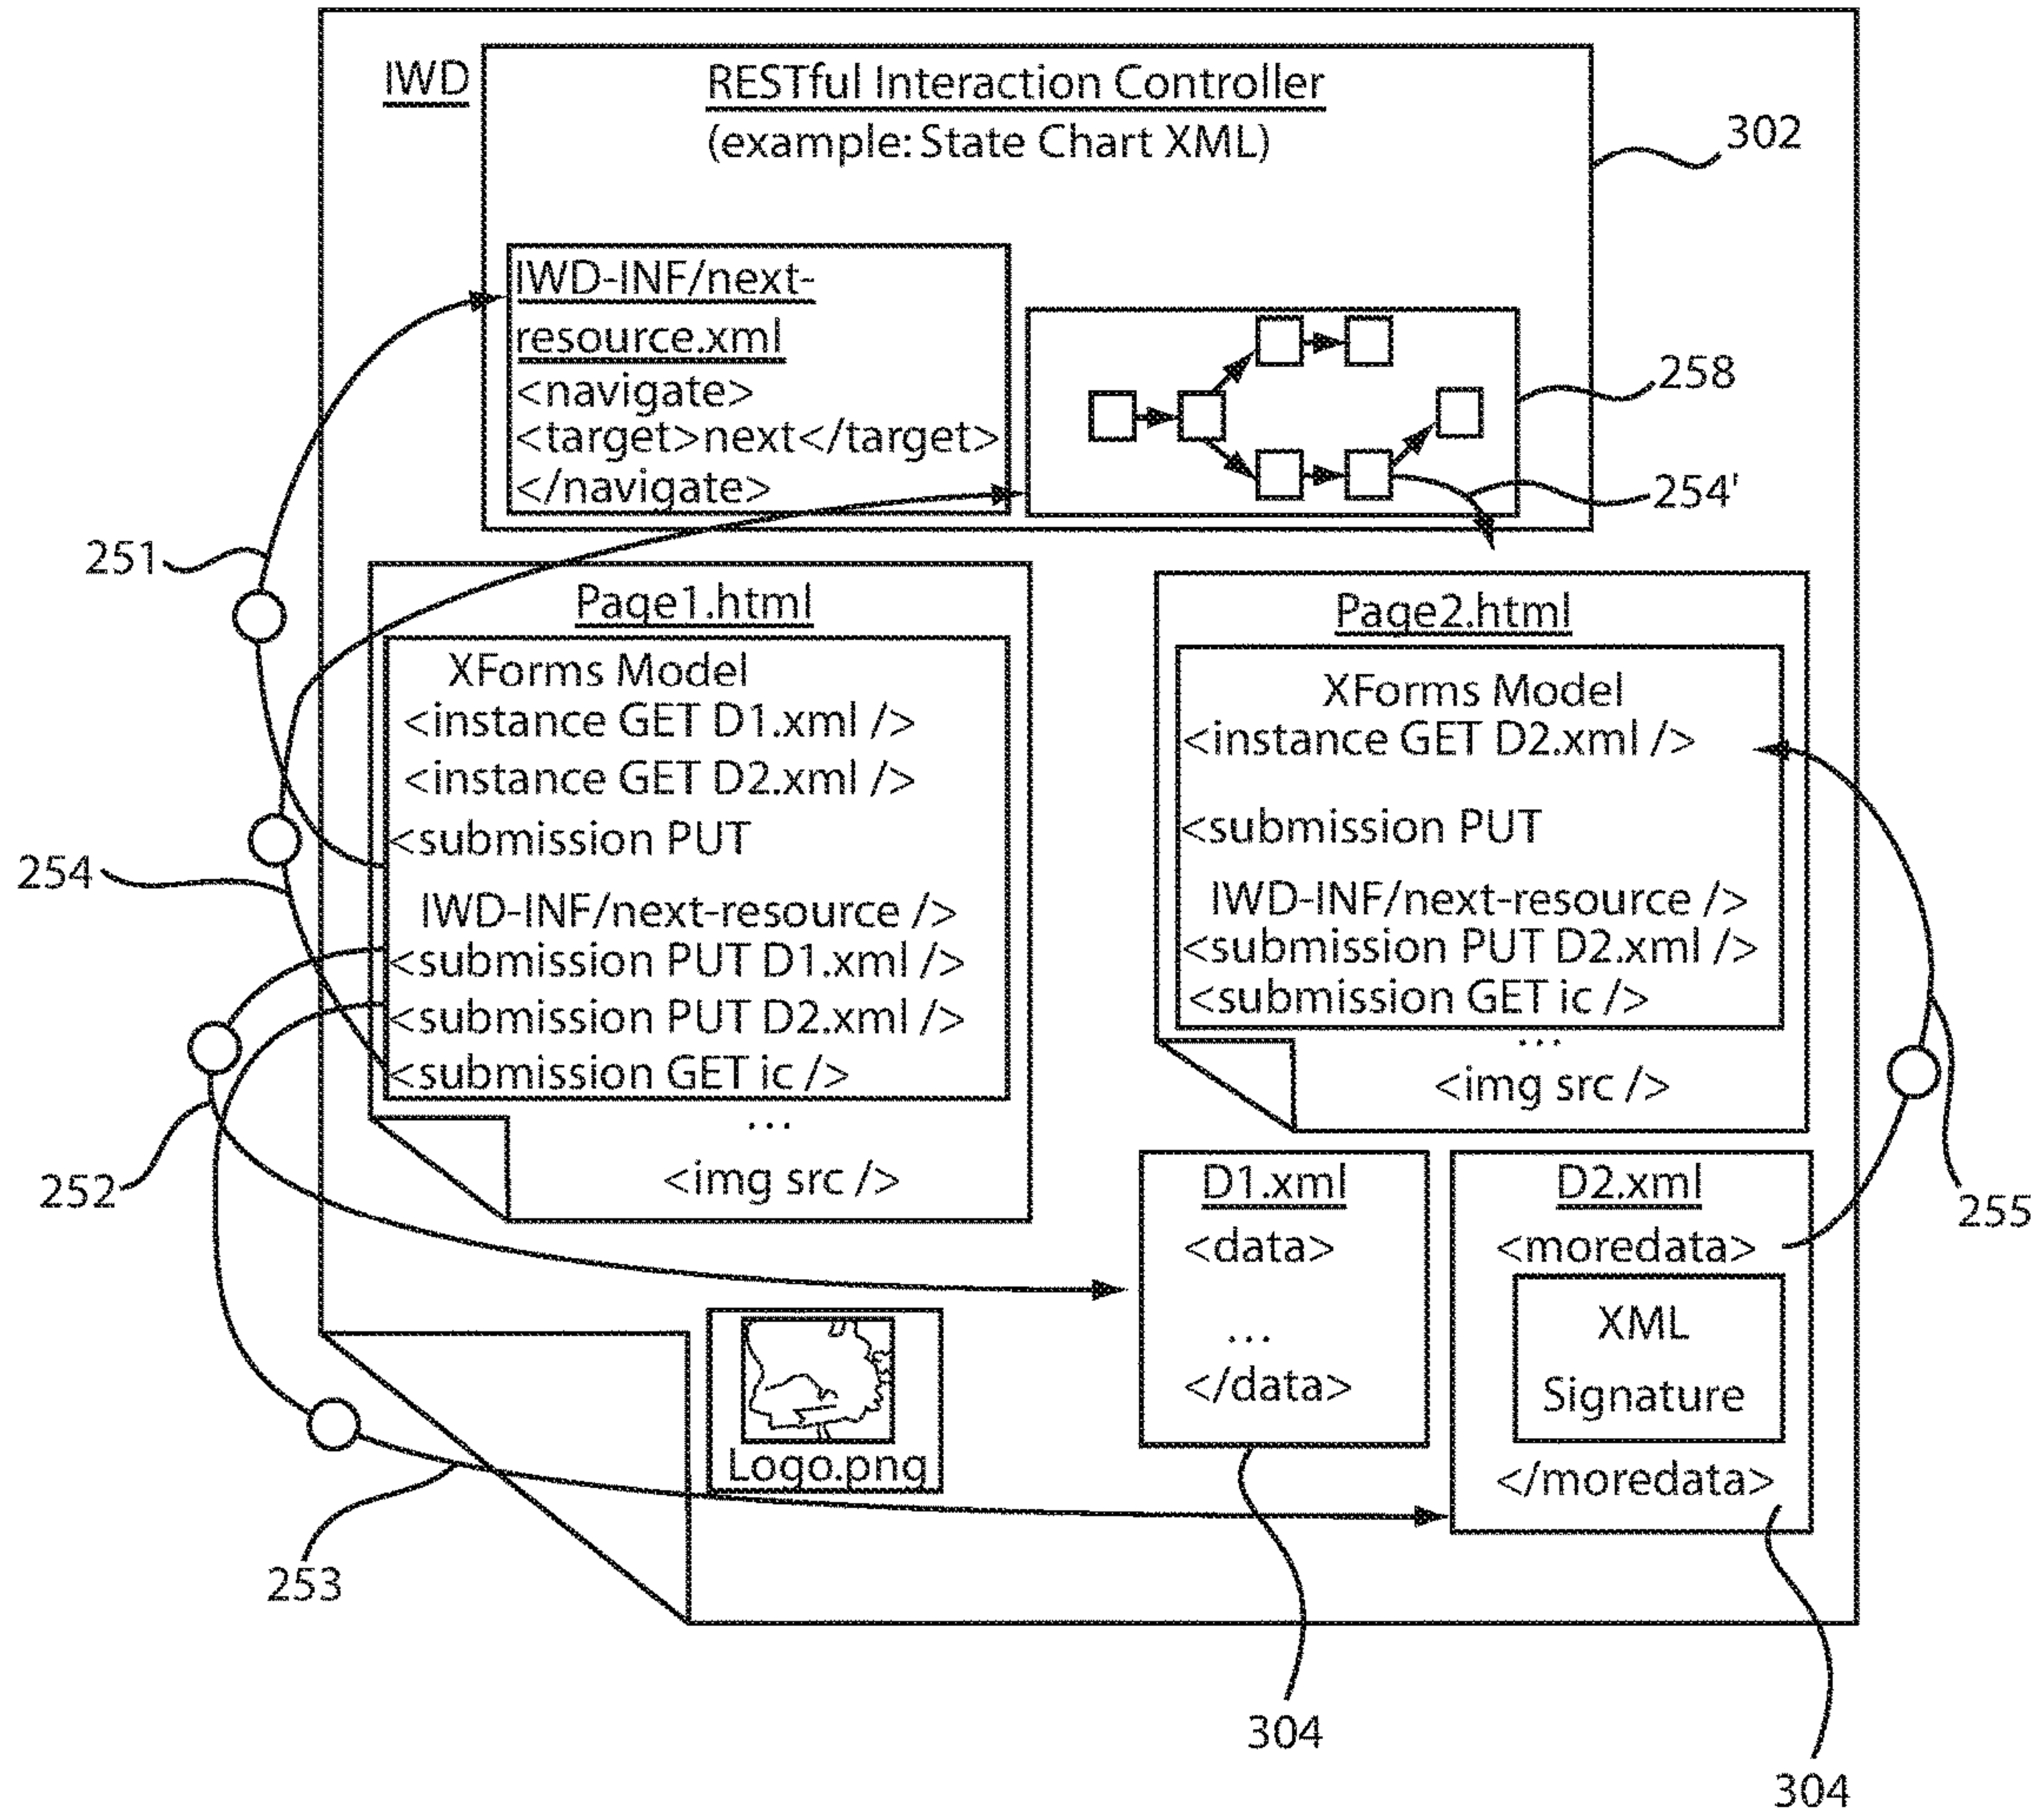 IWD
RESTful Interaction Controller
(example: State Chart XML)
302
IWD-INF/next-
resource.xml
<navigate>
<target>next</target>
</navigate>
258
254'
251
Page1.html
XForms Model
<instance GET D1.xml />
<instance GET D2.xml />
<submission PUT
IWD-INF/next-resource />
<submission PUT D1.xml />
<submission PUT D2.xml />
<submission GET ic />
...
<img src />
254
252
253
Page2.html
XForms Model
<instance GET D2.xml />
<submission PUT
IWD-INF/next-resource />
<submission PUT D2.xml />
<submission GET ic />
...
<img src />
255
D1.xml
<data>
...
</data>
D2.xml
<moredata>
XML
Signature
</moredata>
Logo.png
304
304